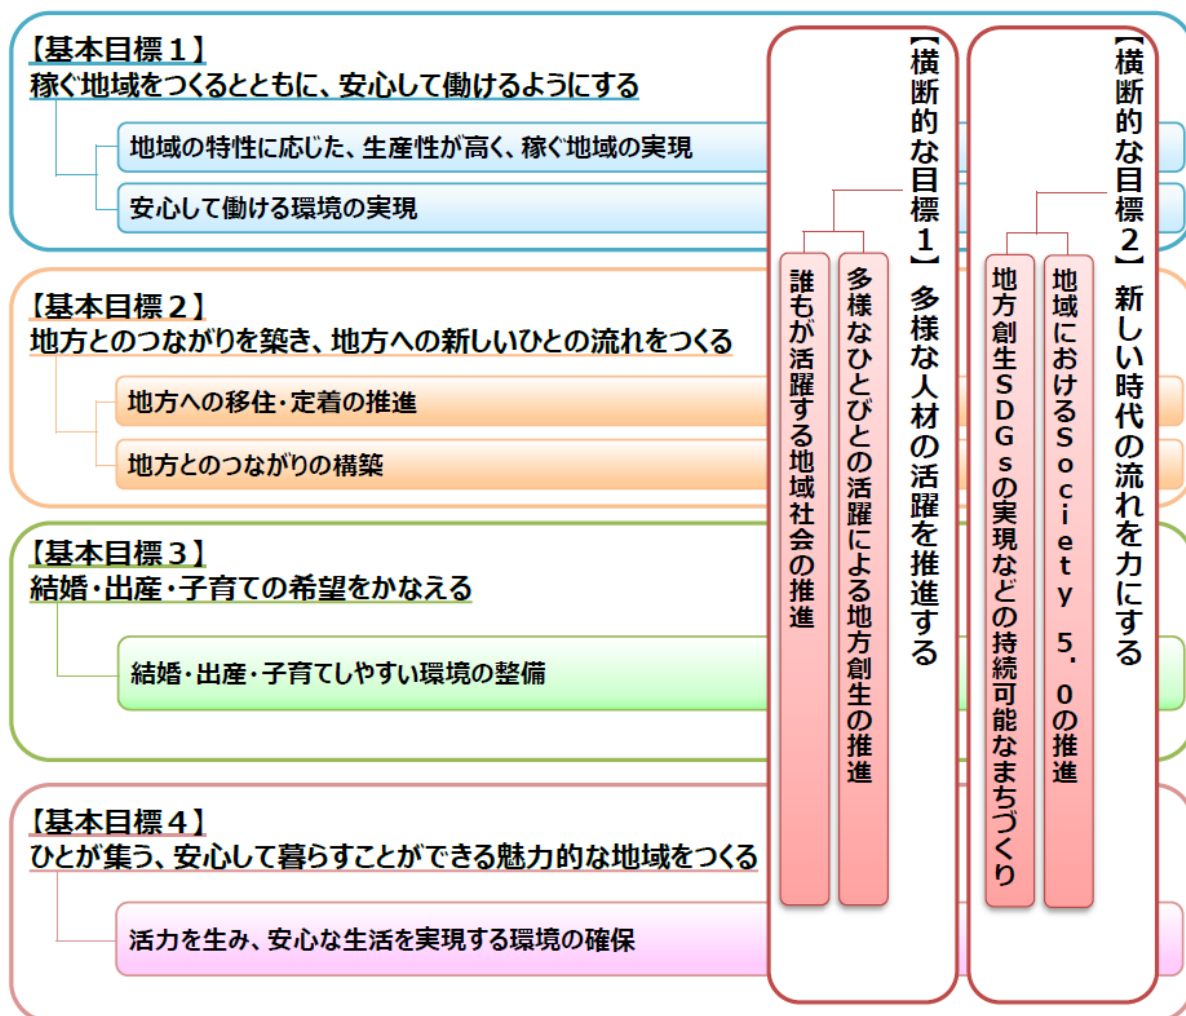 【基本目標１】
稼ぐ地域をつくるとともに、安心して働けるようにする
地域の特性に応じた、生産性が高く、稼ぐ地域の実現
安心して働ける環境の実現
【基本目標２】
地方とのつながりを築き、地方への新しいひとの流れをつくる
地方への移住・定着の推進
地方とのつながりの構築
【基本目標３】
結婚・出産・子育ての希望をかなえる
結婚・出産・子育てしやすい環境の整備
【基本目標４】
ひとが集う、安心して暮らすことができる魅力的な地域をつくる
活力を生み、安心な生活を実現する環境の確保
【横断的な目標１】多様な人材の活躍を推進する
多様なひとびとの活躍による地方創生の推進
誰もが活躍する地域社会の推進
【横断的な目標２】新しい時代の流れを力にする
地域におけるＳｏｃｉｅｔｙ　５．０の推進
地方創生ＳＤＧｓの実現などの持続可能なまちづくり